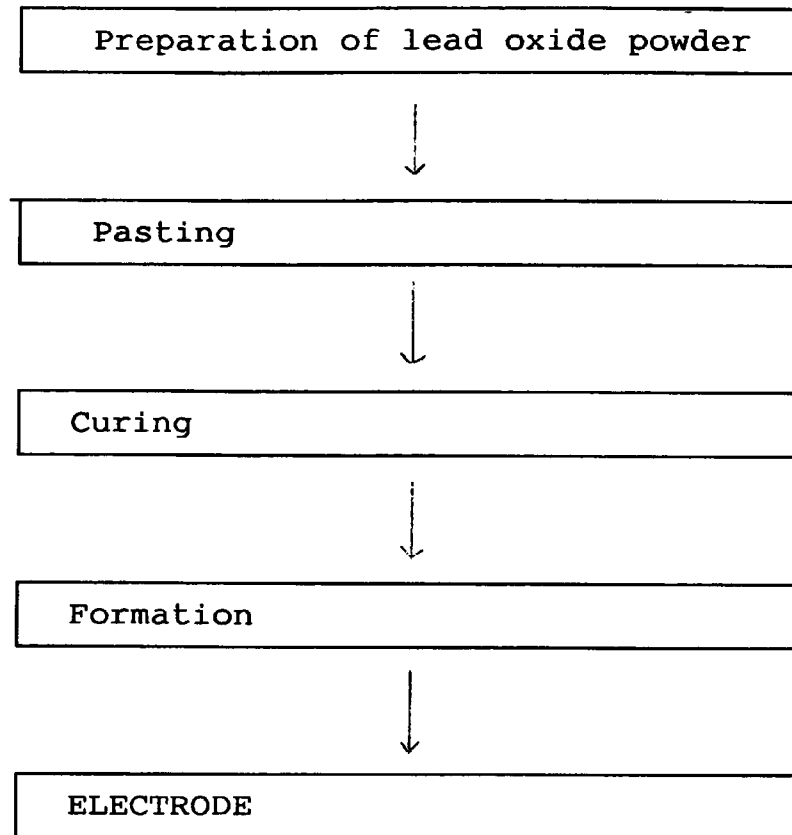 Preparation of lead oxide powder
Pasting
Curing
Formation
ELECTRODE